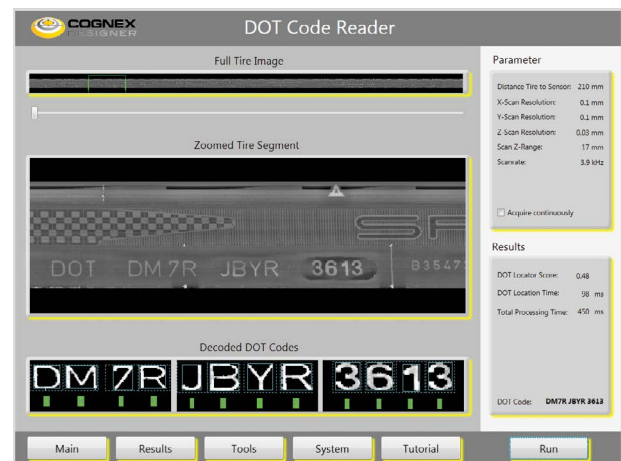 COGNEX
DESIGNER
DOT Code Reader
Full Tire Image
Zoomed Tire Segment
DOT DM7R JBYR 3613 B3547
Decoded DOT Codes
DM 7R JBYR 3613
Parameter
Distance Tire to Sensor: 210 mm
X-Scan Resolution: 0.1 mm
Y-Scan Resolution: 0.1 mm
Z-Scan Resolution: 0.03 mm
Scan Z-Range: 17 mm
Scanrate: 3.9 kHz
Acquire continuously
Results
DOT Locator Score: 0.48
DOT Location Time: 98 ms
Total Processing Time: 450 ms
DOT Code: DM7R JBYR 3613
Main Results Tools System Tutorial Run